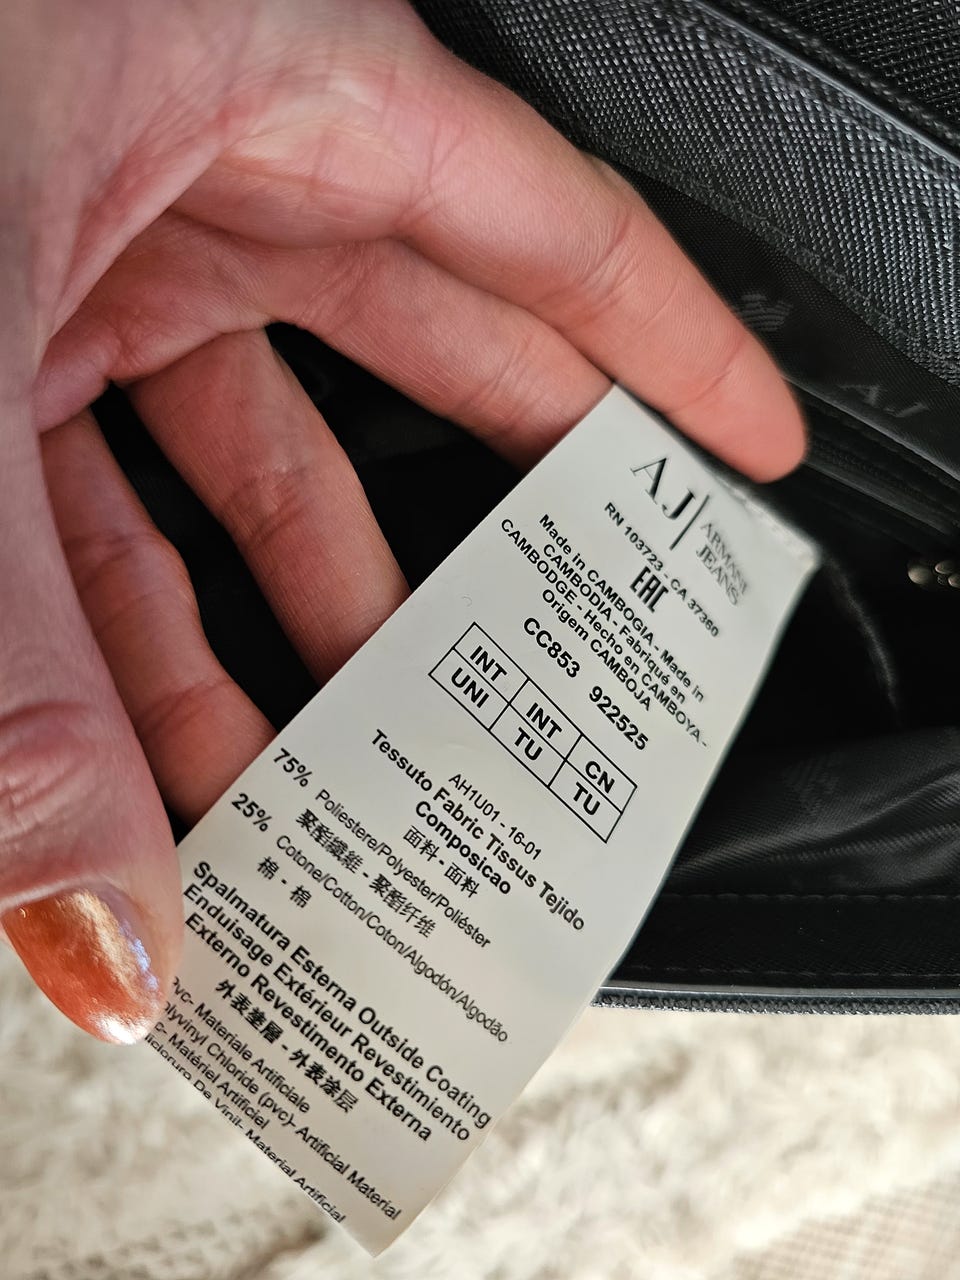 AJ
ARMANI
JEANS
RN 103723 - CA 37360
EAC
Made in CAMBOGIA - Made in
CAMBODIA - Fabriqué en
CAMBODGE - Hecho en CAMBOYA -
Origem CAMBOJA
CC853 922525
INT INT CN
UNI TU TU
AH1U01 - 16-01
Tessuto Fabric Tissus Tejido
Composicao
面料 - 面料
75% Poliestere/Polyester/Poliéster
聚酯纖維 - 聚酯纤维
25% Cotone/Cotton/Coton/Algodón/Algodão
棉 - 棉
Spalmatura Esterna Outside Coating
Enduisage Extérieur Revestimiento
Externo Revestimento Externa
外表塗層 - 外表涂层
Pvc- Materiale Artificiale
Chloride (pvc)- Artificial Material
Matériel Artificiel
De Vinil- Material Artificial
AJ